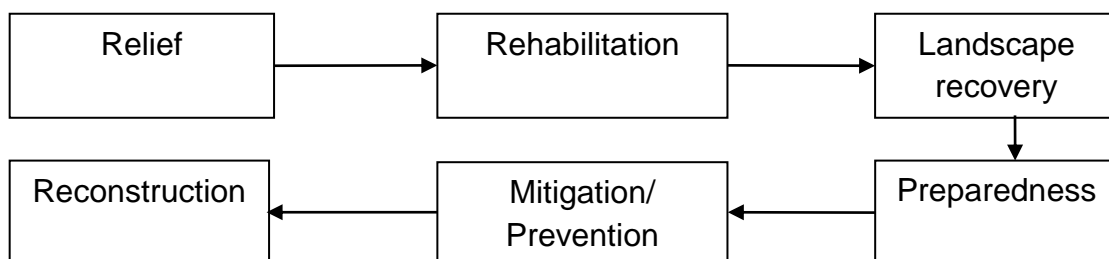 Relief
Rehabilitation
Landscape
recovery
Reconstruction
Mitigation/
Prevention
Preparedness